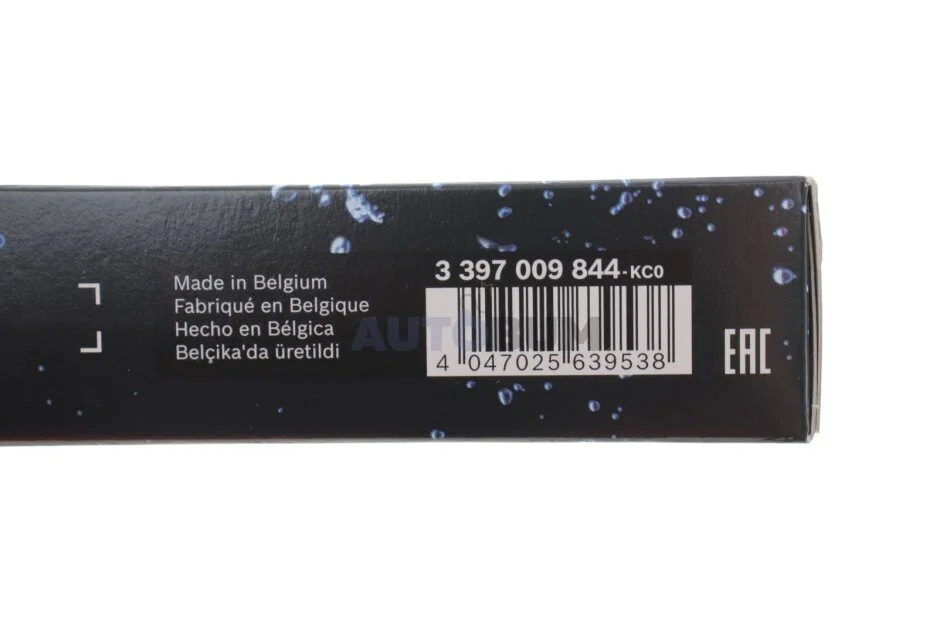 Made in Belgium
Fabriqué en Belgique
Hecho en Bélgica
Belçika'da üretildi
3 397 009 844-KC0
4 047025 639538
EAC
AUTOBUM